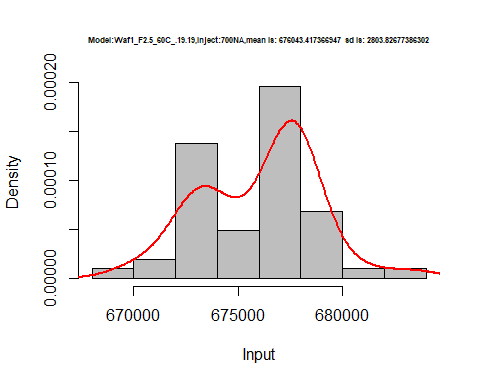 Model:Waf1_F2.5_60C_.19.19,Inject:700NA,mean is: 676043.417366947 sd is: 2803.82677386302
Density
0.00020
0.00010
0.00000
670000 675000 680000
Input